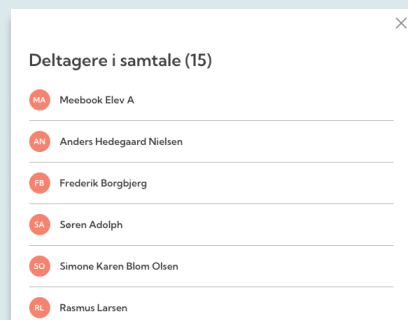 Deltagere i samtale (15)
MA Meebook Elev A
AN Anders Hedegaard Nielsen
FB Frederik Borgbjerg
SA Søren Adolph
SO Simone Karen Blom Olsen
RL Rasmus Larsen